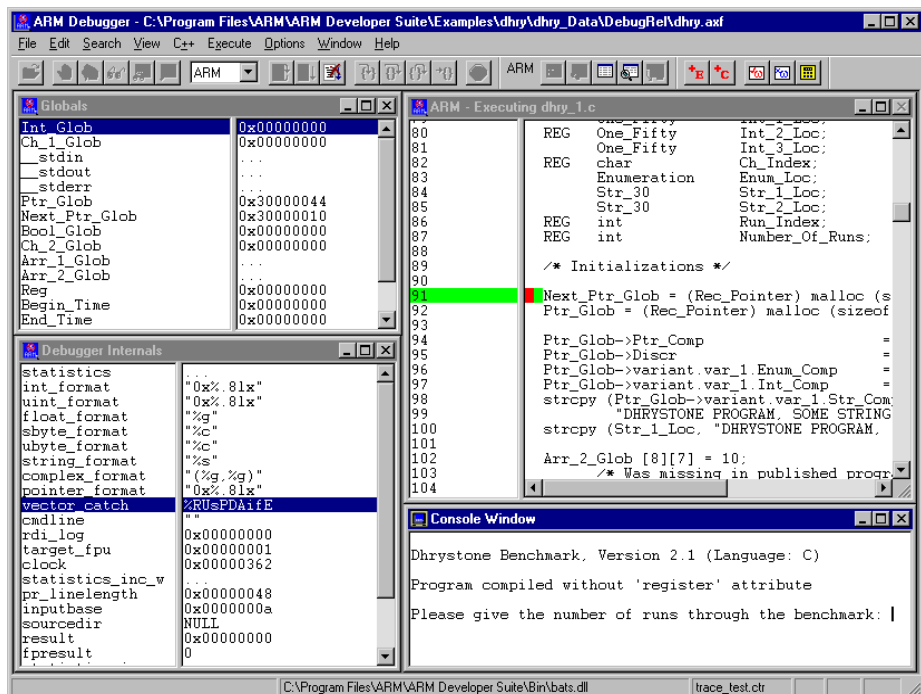 ARM Debugger - C:\Program Files\ARM\ARM Developer Suite\Examples\dhry\dhry_Data\DebugRel\dhry.axf
File Edit Search View C++ Execute Options Window Help
ARM ARM
Globals
Int_Glob 0x00000000
Ch_1_Glob 0x00000000
__stdin ...
__stdout ...
__stderr ...
Ptr_Glob 0x30000044
Next_Ptr_Glob 0x30000010
Bool_Glob 0x00000000
Ch_2_Glob 0x00000000
Arr_1_Glob ...
Arr_2_Glob ...
Reg 0x00000000
Begin_Time 0x00000000
End_Time 0x00000000
Debugger Internals
statistics ...
int_format "0x%.8lx"
uint_format "0x%.8lx"
float_format "%g"
sbyte_format "%c"
ubyte_format "%c"
string_format "%s"
complex_format "(%g,%g)"
pointer_format "0x%.8lx"
vector_catch %RUsPDAifE
cmdline ""
rdi_log 0x00000000
target_fpu 0x00000001
clock 0x00000362
statistics_inc_w ...
pr_linelength 0x00000048
inputbase 0x0000000a
sourcedir NULL
result 0x00000000
fpresult 0
ARM - Executing dhry_1.c
80 REG One_Fifty Int_2_Loc;
81 One_Fifty Int_3_Loc;
82 REG char Ch_Index;
83 Enumeration Enum_Loc;
84 Str_30 Str_1_Loc;
85 Str_30 Str_2_Loc;
86 REG int Run_Index;
87 REG int Number_Of_Runs;
88
89 /* Initializations */
90
91 Next_Ptr_Glob = (Rec_Pointer) malloc (s
92 Ptr_Glob = (Rec_Pointer) malloc (sizeof
93
94 Ptr_Glob->Ptr_Comp =
95 Ptr_Glob->Discr =
96 Ptr_Glob->variant.var_1.Enum_Comp =
97 Ptr_Glob->variant.var_1.Int_Comp =
98 strcpy (Ptr_Glob->variant.var_1.Str_Com
99 "DHRYSTONE PROGRAM, SOME STRING
100 strcpy (Str_1_Loc, "DHRYSTONE PROGRAM,
101
102 Arr_2_Glob [8][7] = 10;
103 /* Was missing in published progr
104
Console Window
Dhrystone Benchmark, Version 2.1 (Language: C)
Program compiled without 'register' attribute
Please give the number of runs through the benchmark:
C:\Program Files\ARM\ARM Developer Suite\Bin\bats.dll trace_test.ctr